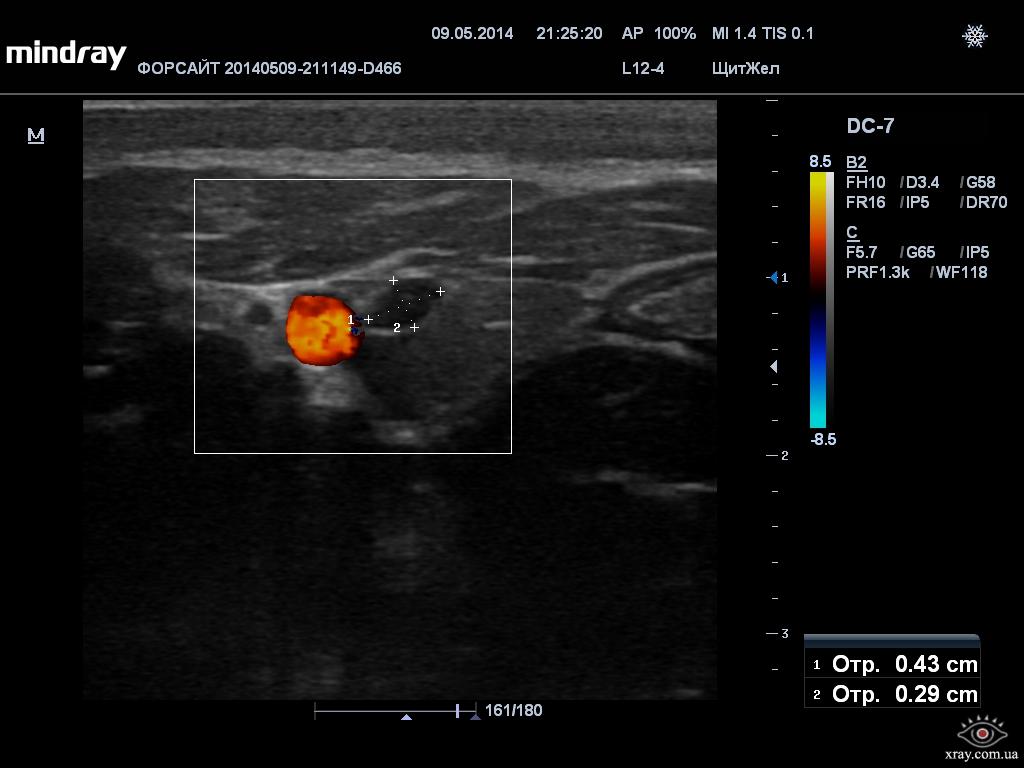 mindray
09.05.2014 21:25:20 AP 100% MI 1.4 TIS 0.1
ФОРСАЙТ 20140509-211149-D466 L12-4 ЩитЖел
M
DC-7
8.5
B2
FH10 /D3.4 /G58
FR16 /IP5 /DR70
C
F5.7 /G65 /IP5
PRF1.3k /WF118
-8.5
1
1
2
2
3
1 Отр. 0.43 cm
2 Отр. 0.29 cm
161/180
xray.com.ua